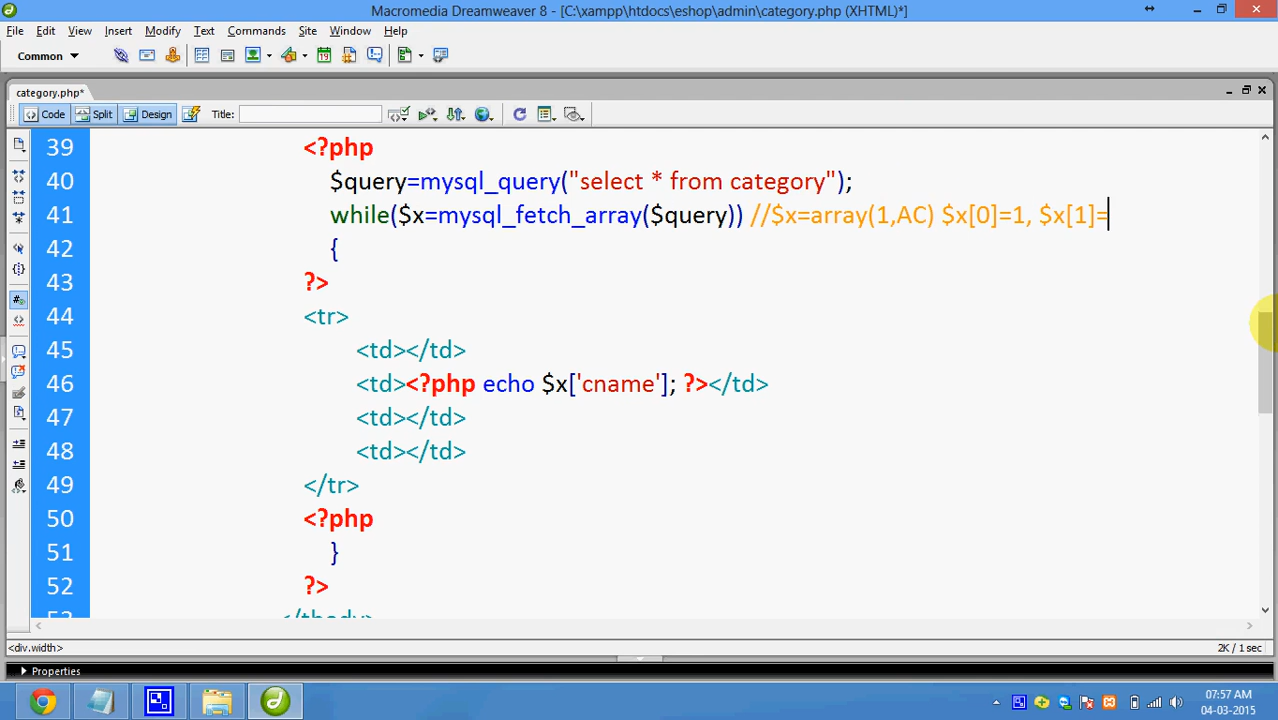 Macromedia Dreamweaver 8 - [C:\xampp\htdocs\eshop\admin\category.php (XHTML)*]
File Edit View Insert Modify Text Commands Site Window Help
Common
category.php*
Code Split Design Title:
39 <?php
40 $query=mysql_query("select * from category");
41 while($x=mysql_fetch_array($query)) //$x=array(1,AC) $x[0]=1, $x[1]=
42 {
43 ?>
44 <tr>
45 <td></td>
46 <td><?php echo $x['cname']; ?></td>
47 <td></td>
48 <td></td>
49 </tr>
50 <?php
51 }
52 ?>
53 </tbody>
<div.width> 2K / 1 sec
Properties
07:57 AM
04-03-2015